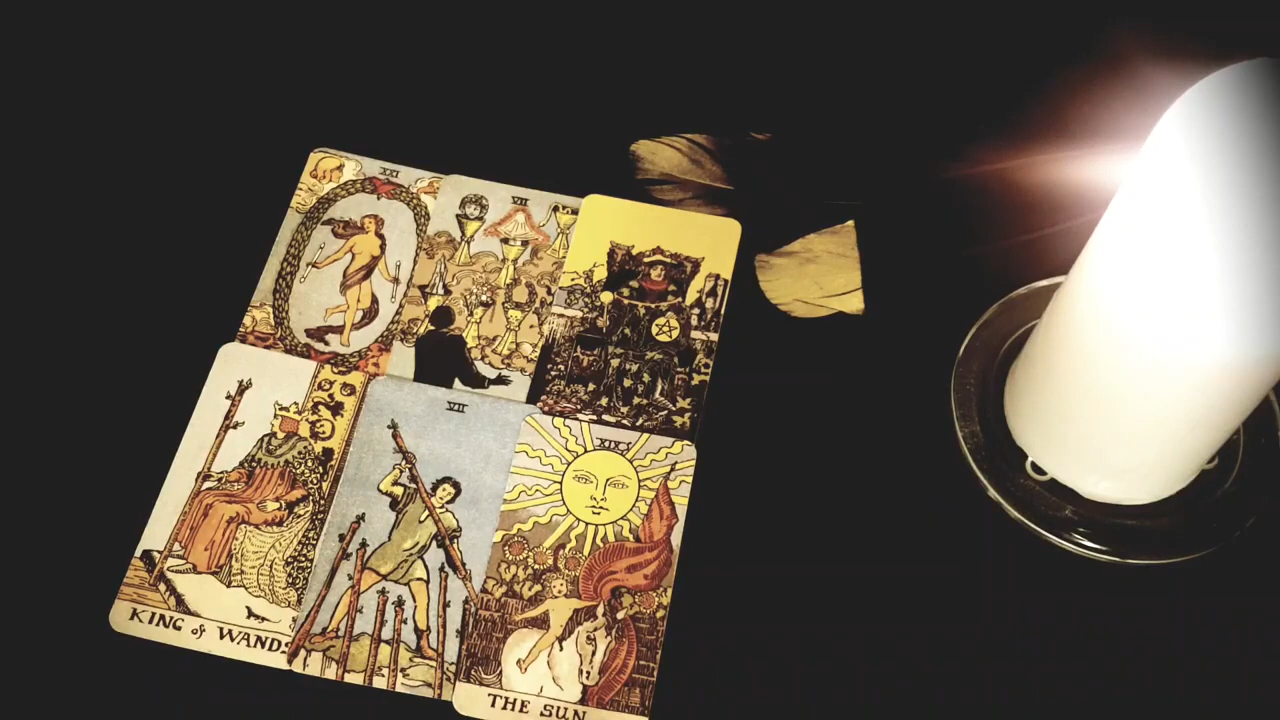 XXI
VII
KING of WANDS
VII
XIX
THE SUN